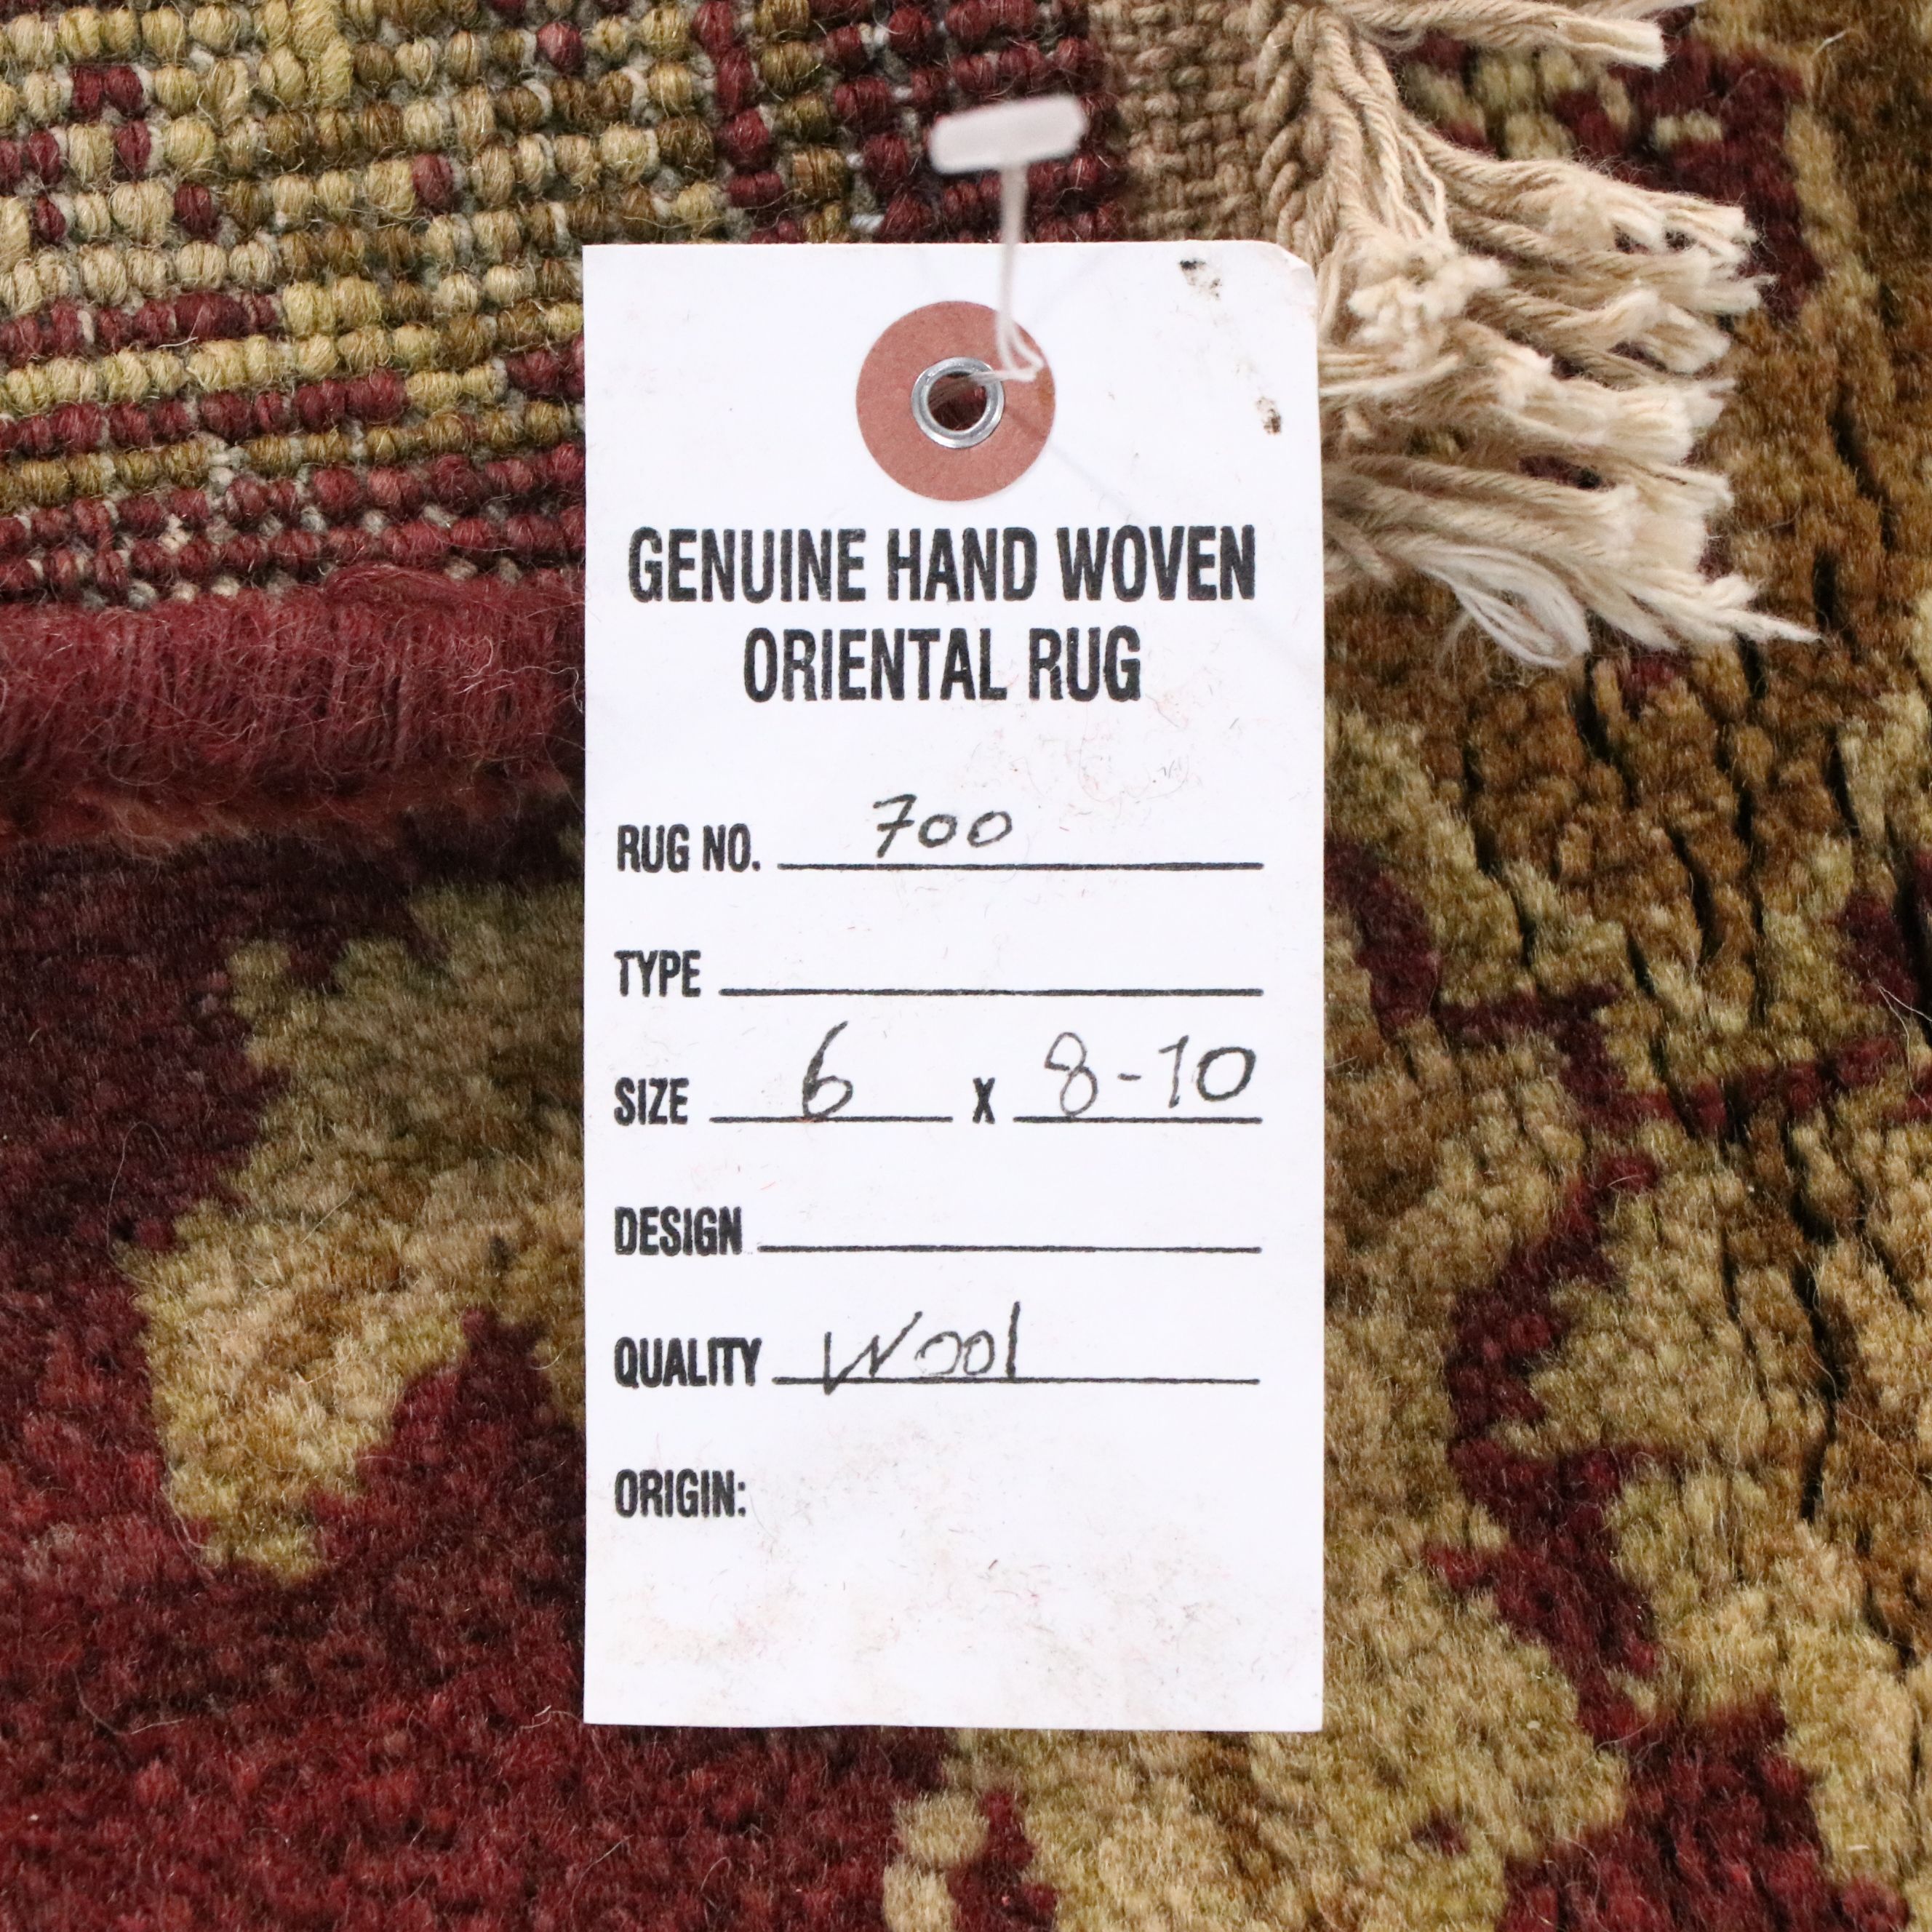 GENUINE HAND WOVEN
ORIENTAL RUG
RUG NO. 700
TYPE
SIZE 6 X 8-10
DESIGN
QUALITY Wool
ORIGIN: